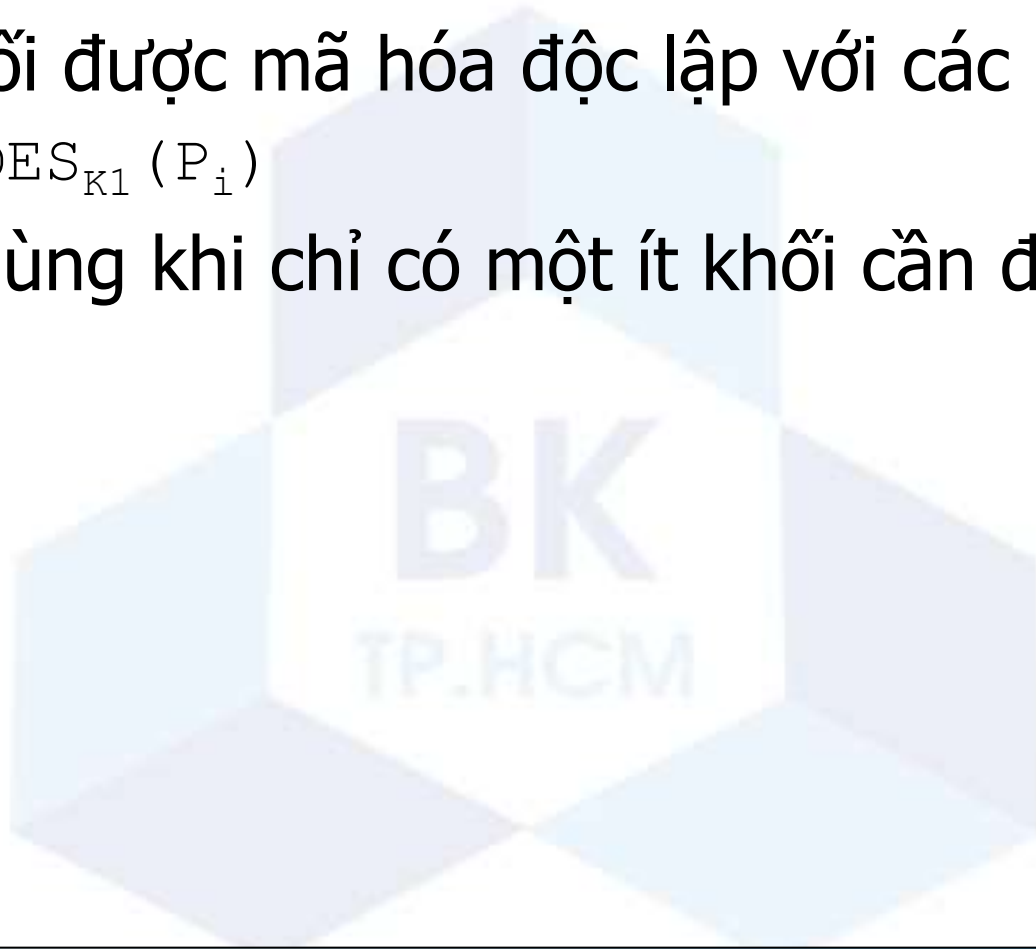 ối được mã hóa độc lập với các
DES_K1 (P_i)
ùng khi chỉ có một ít khối cần đ
BK
TP.HCM